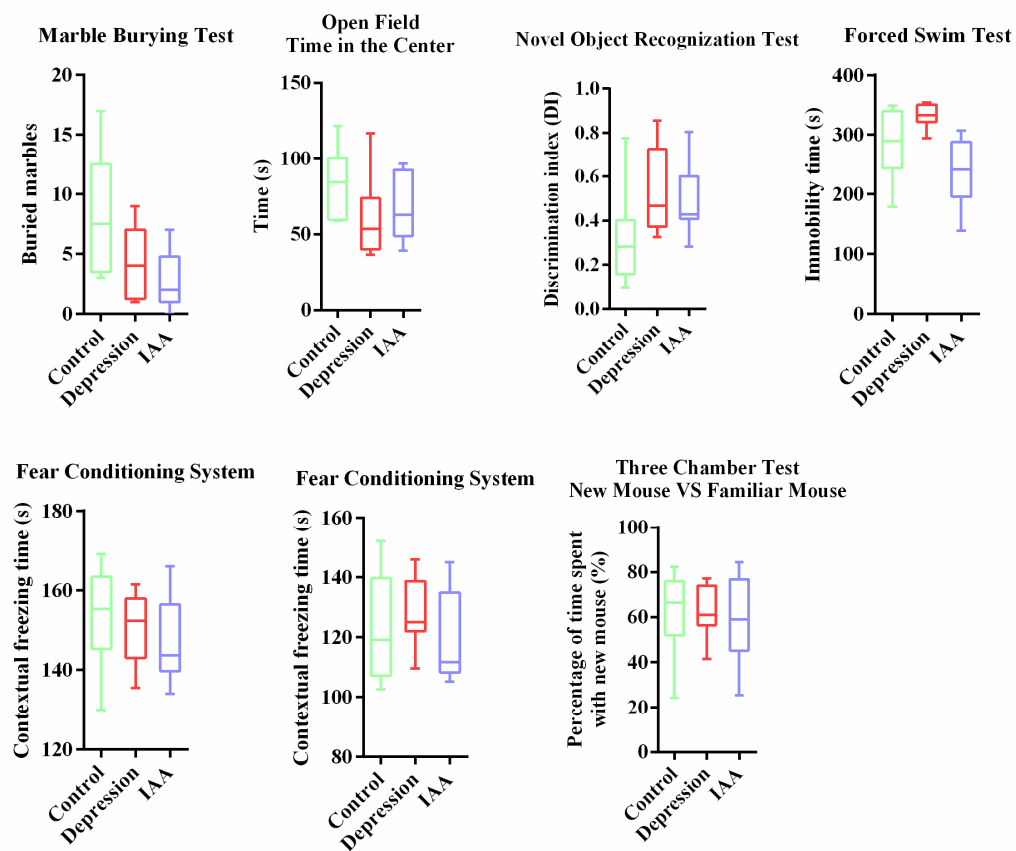 Marble Burying Test
Buried marbles
20
15
10
5
0
Control
Depression
IAA
Open Field
Time in the Center
Time (s)
150
100
50
0
Control
Depression
IAA
Novel Object Recognization Test
Discrimination index (DI)
1.0
0.8
0.6
0.4
0.2
0.0
Control
Depression
IAA
Forced Swim Test
Immobility time (s)
400
300
200
100
0
Control
Depression
IAA
Fear Conditioning System
Contextual freezing time (s)
180
160
140
120
Control
Depression
IAA
Fear Conditioning System
Contextual freezing time (s)
160
140
120
100
80
Control
Depression
IAA
Three Chamber Test
New Mouse VS Familiar Mouse
Percentage of time spent
with new mouse (%)
100
80
60
40
20
0
Control
Depression
IAA